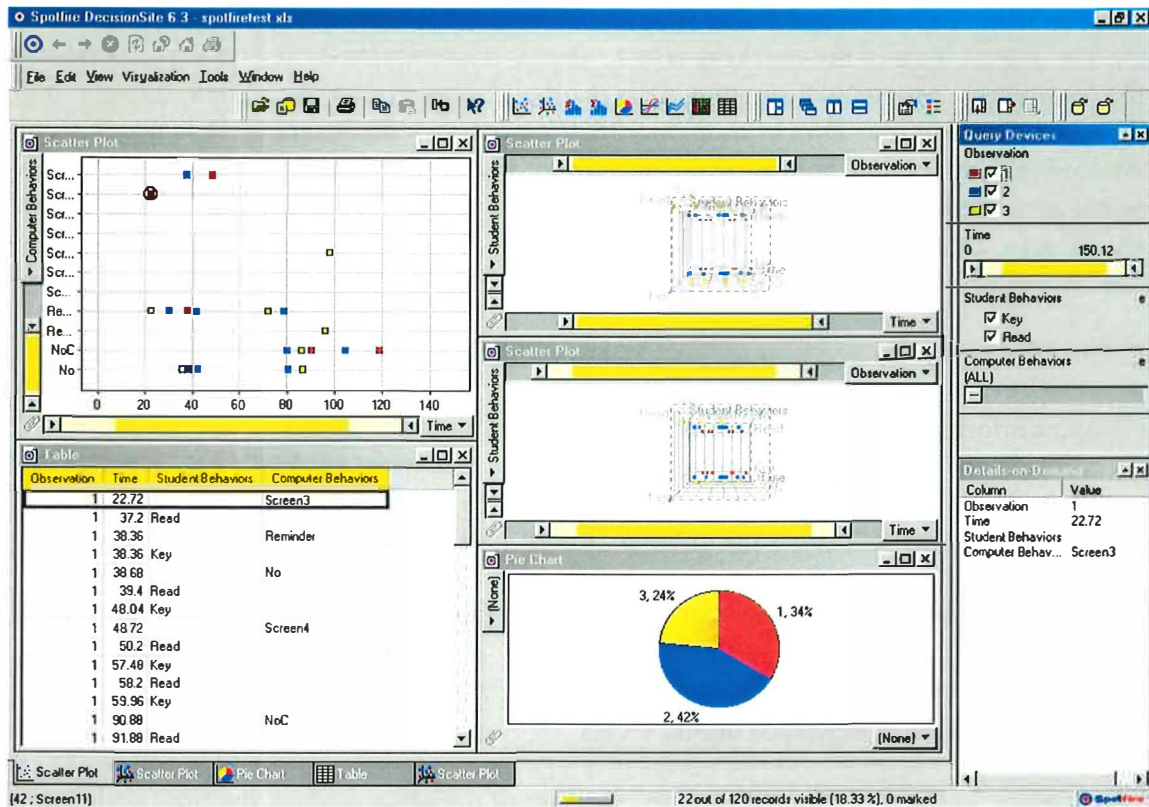 Spotfire DecisionSite 6.3 - spotfiretest.xls
File Edit View Visualization Tools Window Help
Scatter Plot
Computer Behaviors
Scr...
Scr...
Scr...
Scr...
Scr...
Scr...
Sc...
Re...
Re...
NoC
No
0 20 40 60 80 100 120 140
Time
Table
Observation Time Student Behaviors Computer Behaviors
1 22.72 Screen3
1 37.2 Read
1 38.36 Reminder
1 38.36 Key
1 38.68 No
1 39.4 Read
1 48.04 Key
1 48.72 Screen4
1 50.2 Read
1 57.48 Key
1 58.2 Read
1 59.96 Key
1 90.88 NoC
1 91.88 Read
Scatter Plot
Observation
Student Behaviors
Student Behaviors
Time
Time
Scatter Plot
Observation
Student Behaviors
Student Behaviors
Read
Time
Time
Pie Chart
(None)
3, 24%
1, 34%
2, 42%
(None)
Query Devices
Observation
1
2
3
Time
0 150.12
Student Behaviors
Key
Read
Computer Behaviors
(ALL)
Details-on-Demand
Column Value
Observation 1
Time 22.72
Student Behaviors
Computer Behav... Screen3
Scatter Plot Scatter Plot Pie Chart Table Scatter Plot
(42 ; Screen11) 22 out of 120 records visible (18.33 %), 0 marked Spotfire